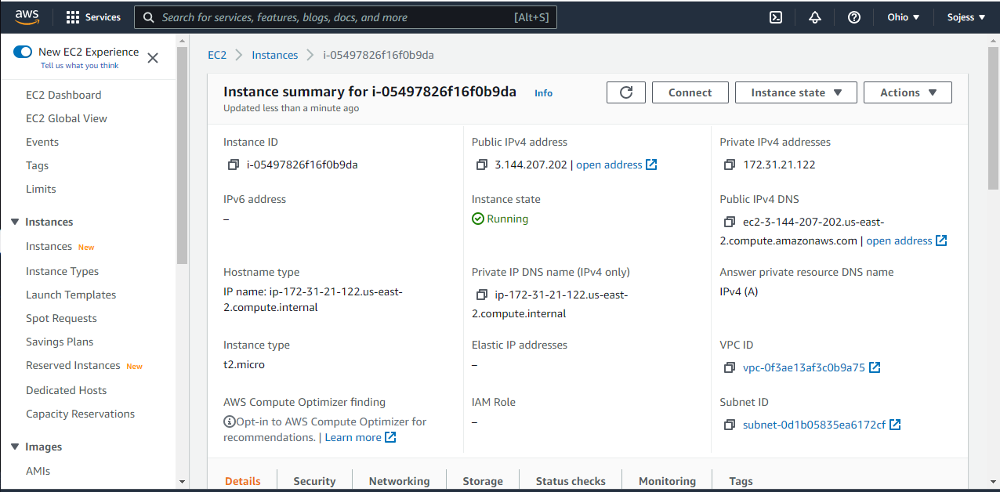 aws
Services
Search for services, features, blogs, docs, and more
[Alt+S]
Ohio
Sojess
New EC2 Experience
Tell us what you think
EC2 Dashboard
EC2 Global View
Events
Tags
Limits
Instances
Instances New
Instance Types
Launch Templates
Spot Requests
Savings Plans
Reserved Instances New
Dedicated Hosts
Capacity Reservations
Images
AMIs
EC2 > Instances > i-05497826f16f0b9da
Instance summary for i-05497826f16f0b9da Info
Updated less than a minute ago
Connect
Instance state
Actions
Instance ID
i-05497826f16f0b9da
Public IPv4 address
3.144.207.202 | open address
Private IPv4 addresses
172.31.21.122
IPv6 address
–
Instance state
Running
Public IPv4 DNS
ec2-3-144-207-202.us-east-
2.compute.amazonaws.com | open address
Hostname type
IP name: ip-172-31-21-122.us-east-
2.compute.internal
Private IP DNS name (IPv4 only)
ip-172-31-21-122.us-east-
2.compute.internal
Answer private resource DNS name
IPv4 (A)
Instance type
t2.micro
Elastic IP addresses
–
VPC ID
vpc-0f3ae13af3c0b9a75
AWS Compute Optimizer finding
Opt-in to AWS Compute Optimizer for
recommendations. | Learn more
IAM Role
–
Subnet ID
subnet-0d1b05835ea6172cf
Details
Security
Networking
Storage
Status checks
Monitoring
Tags